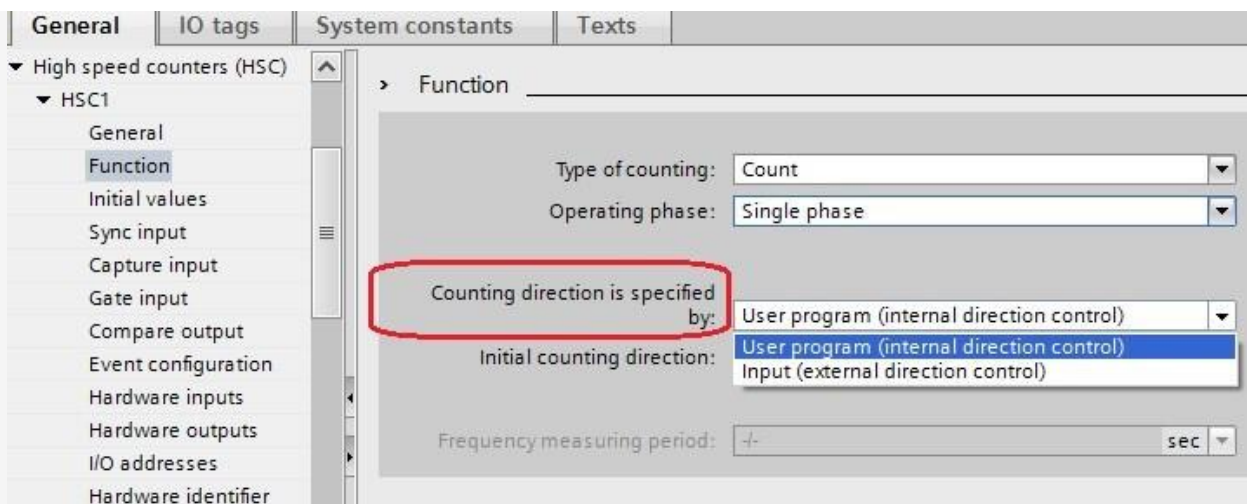 General
IO tags
System constants
Texts
High speed counters (HSC)
HSC1
General
Function
Initial values
Sync input
Capture input
Gate input
Compare output
Event configuration
Hardware inputs
Hardware outputs
I/O addresses
Hardware identifier
Function
Type of counting: Count
Operating phase: Single phase
Counting direction is specified
by: User program (internal direction control)
User program (internal direction control)
Input (external direction control)
Initial counting direction:
Frequency measuring period: -/- sec